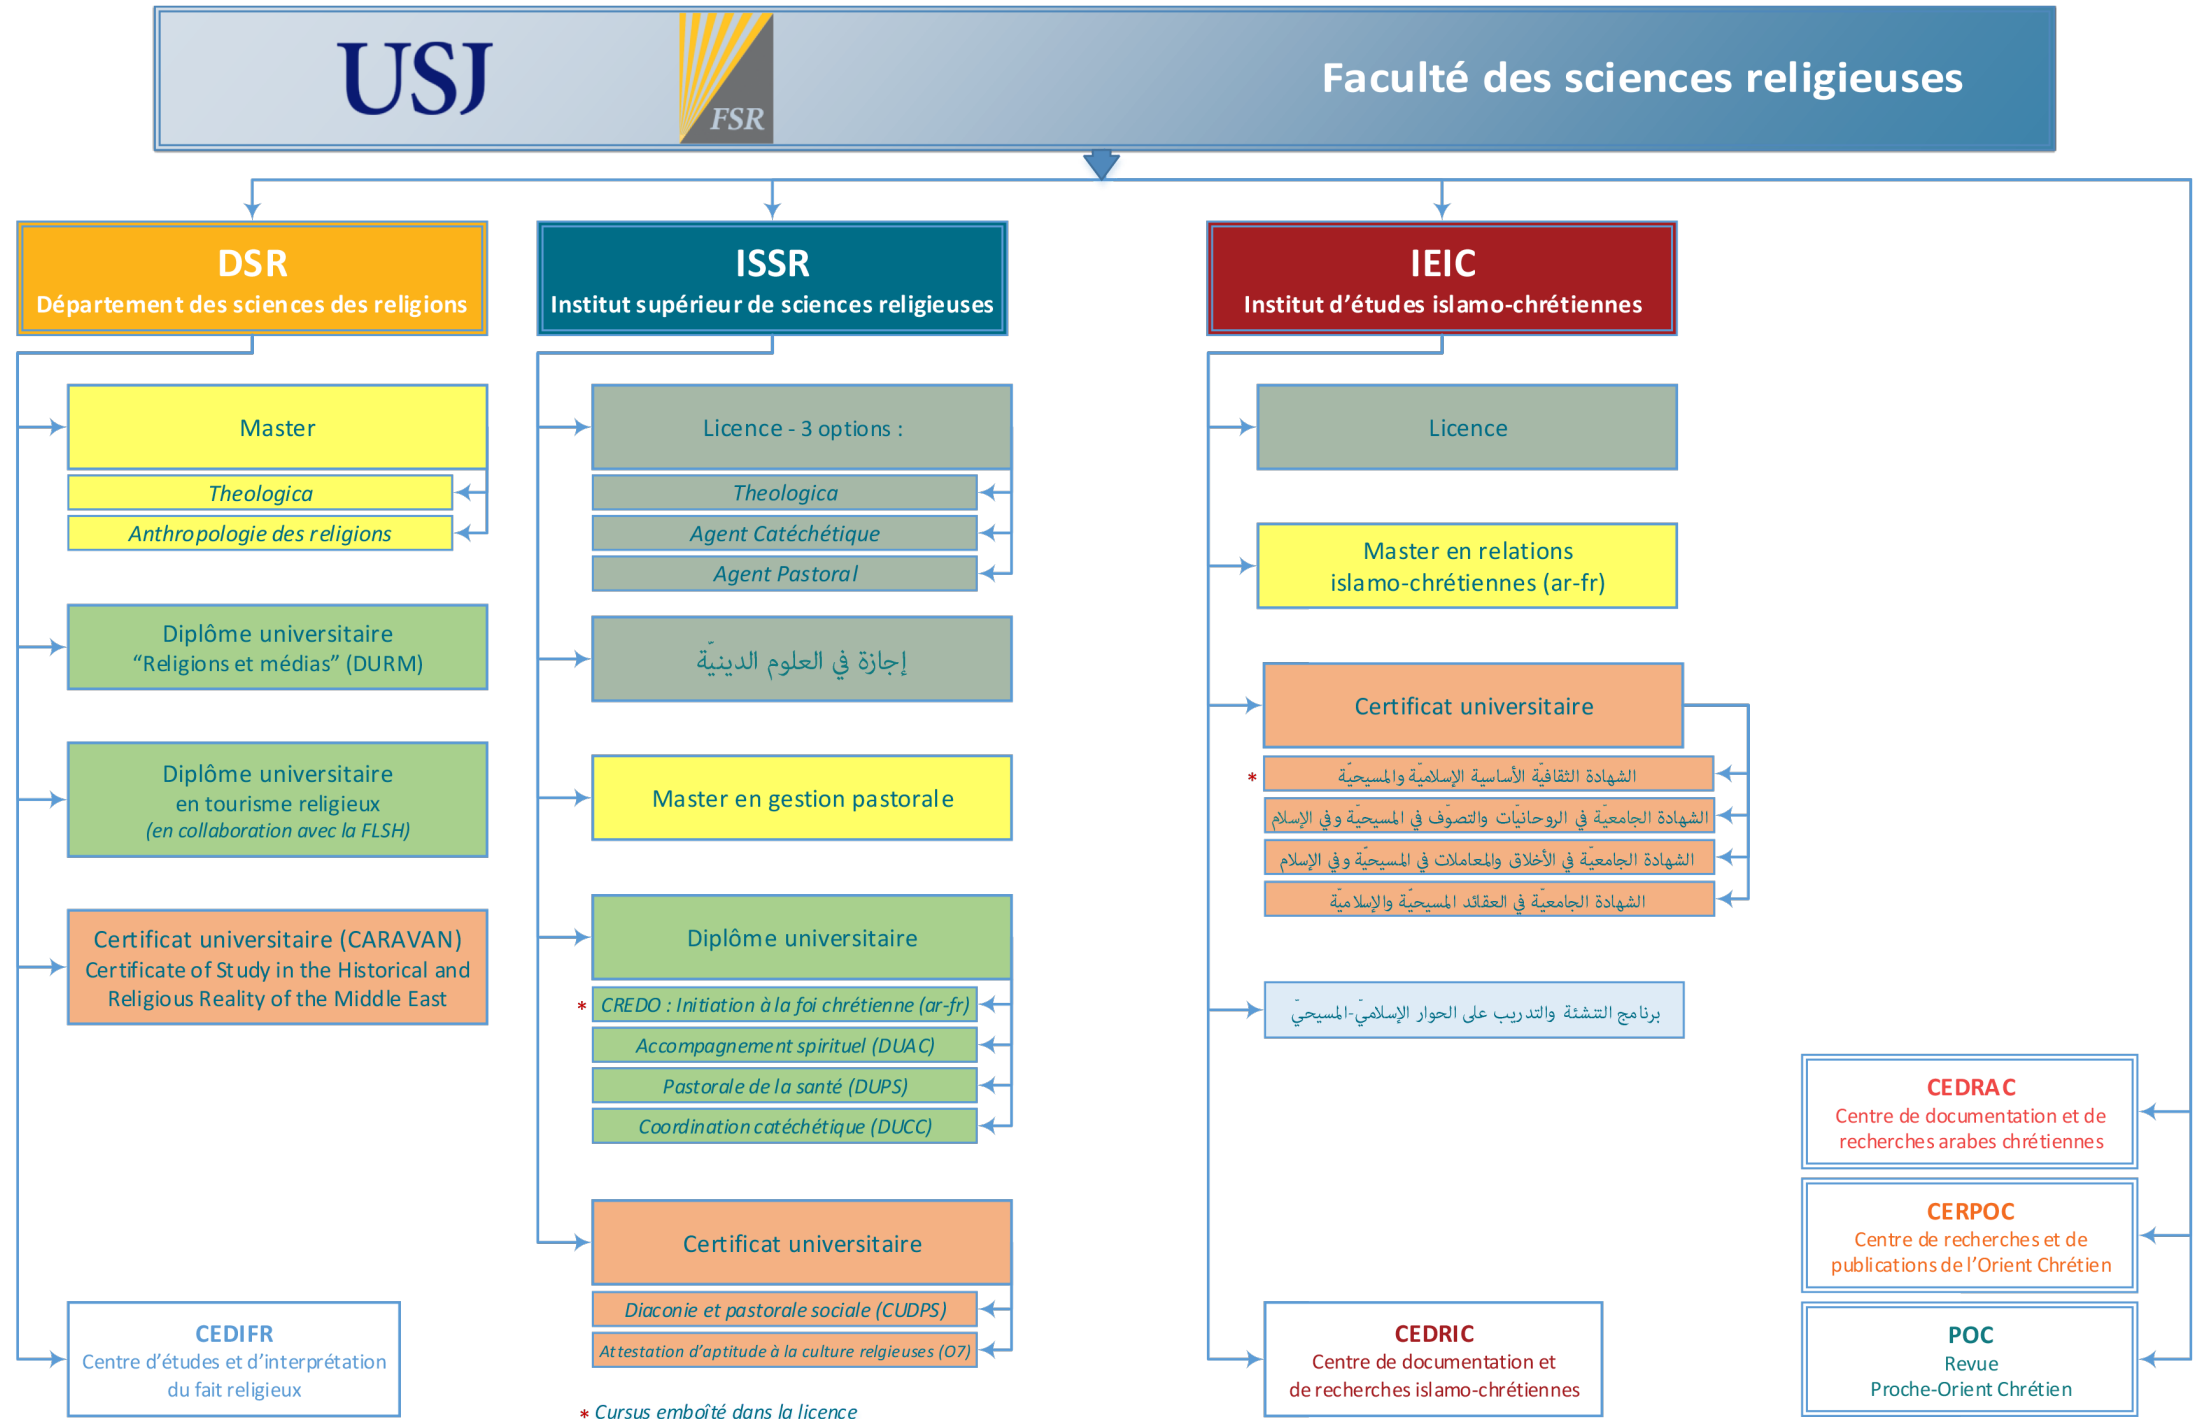 USJ
FSR
Faculté des sciences religieuses
DSR
Département des sciences des religions
Master
Theologica
Anthropologie des religions
Diplôme universitaire
“Religions et médias” (DURM)
Diplôme universitaire
en tourisme religieux
(en collaboration avec la FLSH)
Certificat universitaire (CARAVAN)
Certificate of Study in the Historical and
Religious Reality of the Middle East
CEDIFR
Centre d’études et d’interprétation
du fait religieux
ISSR
Institut supérieur de sciences religieuses
Licence - 3 options :
Theologica
Agent Catéchétique
Agent Pastoral
إجازة في العلوم الدينيّة
Master en gestion pastorale
Diplôme universitaire
* CREDO : Initiation à la foi chrétienne (ar-fr)
Accompagnement spirituel (DUAC)
Pastorale de la santé (DUPS)
Coordination catéchétique (DUCC)
Certificat universitaire
Diaconie et pastorale sociale (CUDPS)
Attestation d’aptitude à la culture relgieuses (O7)
* Cursus emboîté dans la licence
IEIC
Institut d’études islamo-chrétiennes
Licence
Master en relations
islamo-chrétiennes (ar-fr)
Certificat universitaire
* الشهادة الثقافيّة الأساسية الإسلاميّة والمسيحيّة
الشهادة الجامعيّة في الروحانيّات والتصوّف في المسيحيّة وفي الإسلام
الشهادة الجامعيّة في الأخلاق والمعاملات في المسيحيّة وفي الإسلام
الشهادة الجامعيّة في العقائد المسيحيّة والإسلاميّة
برنامج التنشئة والتدريب على الحوار الإسلاميّ-المسيحيّ
CEDRIC
Centre de documentation et
de recherches islamo-chrétiennes
CEDRAC
Centre de documentation et de
recherches arabes chrétiennes
CERPOC
Centre de recherches et de
publications de l’Orient Chrétien
POC
Revue
Proche-Orient Chrétien